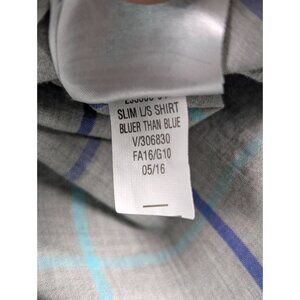 SLIM L/S SHIRT
BLUER THAN BLUE
V/306830
FA16/G10
05/16